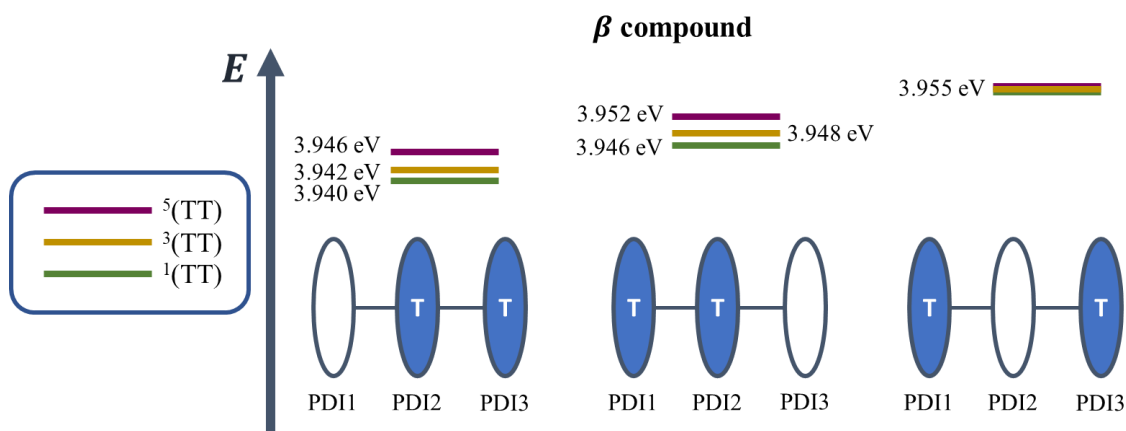 β compound
E
3.946 eV
3.942 eV
3.940 eV
3.952 eV
3.948 eV
3.946 eV
3.955 eV
⁵(TT)
³(TT)
¹(TT)
T T
T T
T T
PDI1 PDI2 PDI3
PDI1 PDI2 PDI3
PDI1 PDI2 PDI3